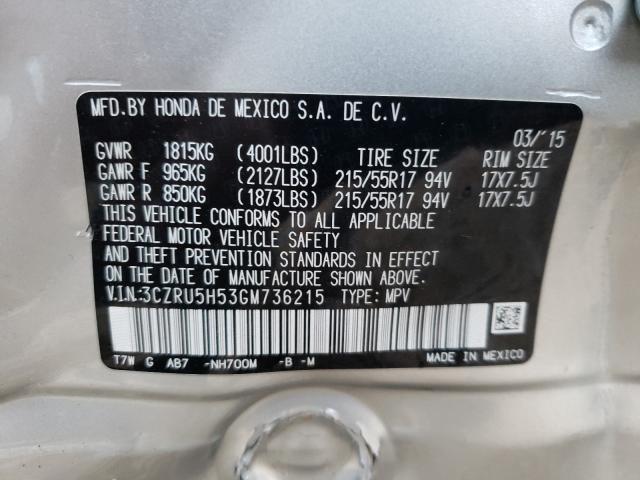 MFD.BY HONDA DE MEXICO S.A. DE C.V.
03/'15
GVWR 1815KG (4001LBS) TIRE SIZE RIM SIZE
GAWR F 965KG (2127LBS) 215/55R17 94V 17X7.5J
GAWR R 850KG (1873LBS) 215/55R17 94V 17X7.5J
THIS VEHICLE CONFORMS TO ALL APPLICABLE
FEDERAL MOTOR VEHICLE SAFETY
AND THEFT PREVENTION STANDARDS IN EFFECT
ON THE DATE OF MANUFACTURE SHOWN ABOVE.
V.I.N.:3CZRU5H53GM736215 TYPE: MPV
T7W G AB7 -NH700M -B -M MADE IN MEXICO